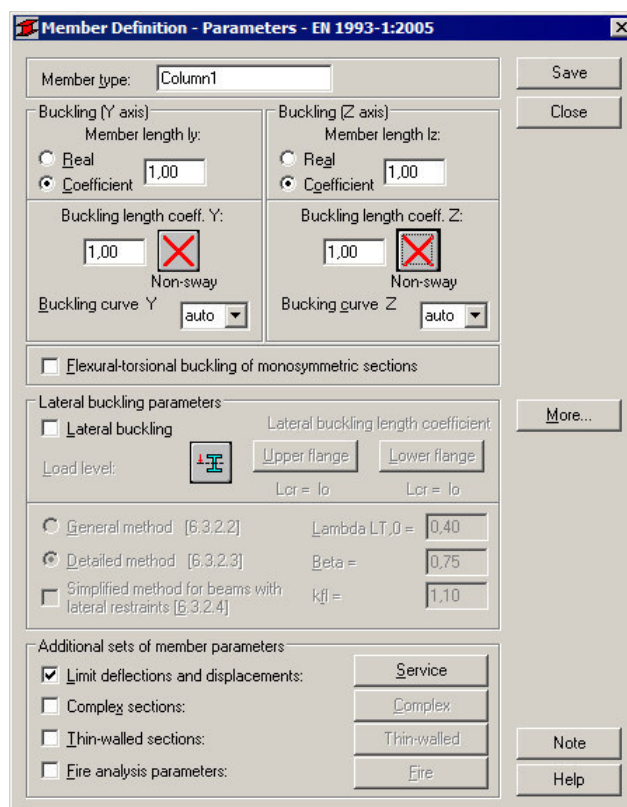 Member Definition - Parameters - EN 1993-1:2005
Member type: Column1
Save
Close
Buckling (Y axis)
Member length ly:
Real
Coefficient
1,00
Buckling length coeff. Y:
1,00
Non-sway
Buckling curve Y
auto
Buckling (Z axis)
Member length lz:
Real
Coefficient
1,00
Buckling length coeff. Z:
1,00
Non-sway
Bucking curve Z
auto
Flexural-torsional buckling of monosymmetric sections
Lateral buckling parameters
More...
Lateral buckling
Lateral buckling length coefficient
Load level:
Upper flange
Lower flange
Lcr = lo
Lcr = lo
General method [6.3.2.2]
Lambda LT,0 = 0,40
Detailed method [6.3.2.3]
Beta = 0,75
Simplified method for beams with
lateral restraints [6.3.2.4]
kfl = 1,10
Additional sets of member parameters
Limit deflections and displacements: Service
Complex sections: Complex
Thin-walled sections: Thin-walled
Fire analysis parameters: Fire
Note
Help